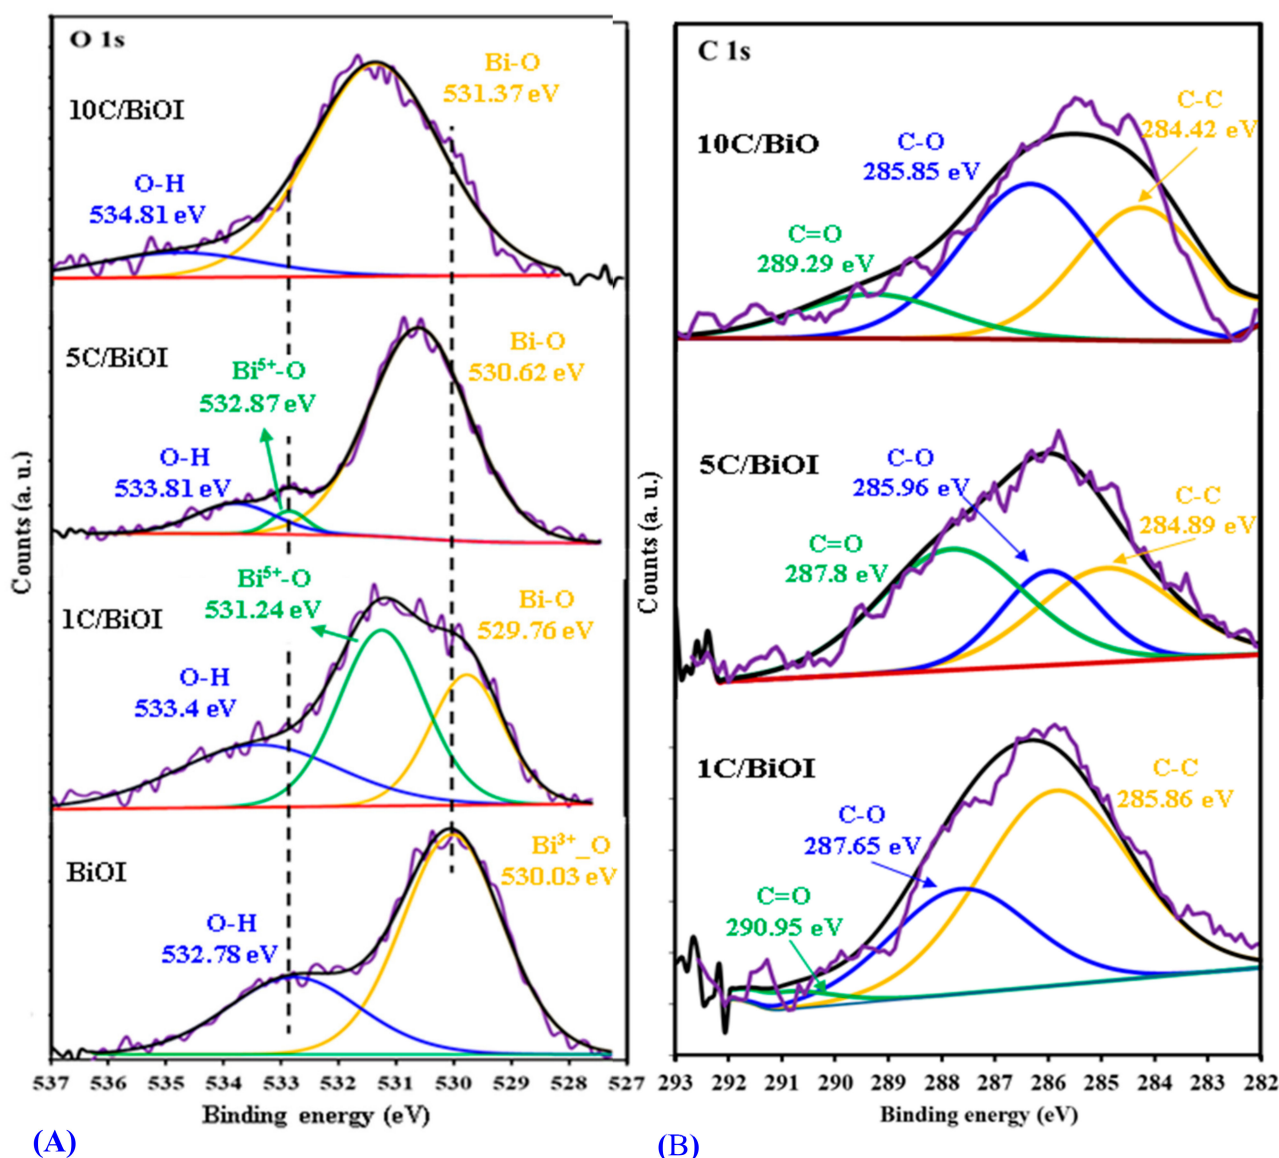 O 1s
10C/BiOI
Bi-O
531.37 eV
O-H
534.81 eV
5C/BiOI
Bi-O
530.62 eV
Bi⁵⁺-O
532.87 eV
O-H
533.81 eV
1C/BiOI
Bi⁵⁺-O
531.24 eV
Bi-O
529.76 eV
O-H
533.4 eV
BiOI
Bi³⁺_O
530.03 eV
O-H
532.78 eV
Counts (a. u.)
537 536 535 534 533 532 531 530 529 528 527
Binding energy (eV)
(A)
C 1s
10C/BiO
C-O
285.85 eV
C-C
284.42 eV
C=O
289.29 eV
5C/BiOI
C-O
285.96 eV
C-C
284.89 eV
C=O
287.8 eV
1C/BiOI
C-C
285.86 eV
C-O
287.65 eV
C=O
290.95 eV
Counts (a. u.)
293 292 291 290 289 288 287 286 285 284 283 282
Binding energy (eV)
(B)